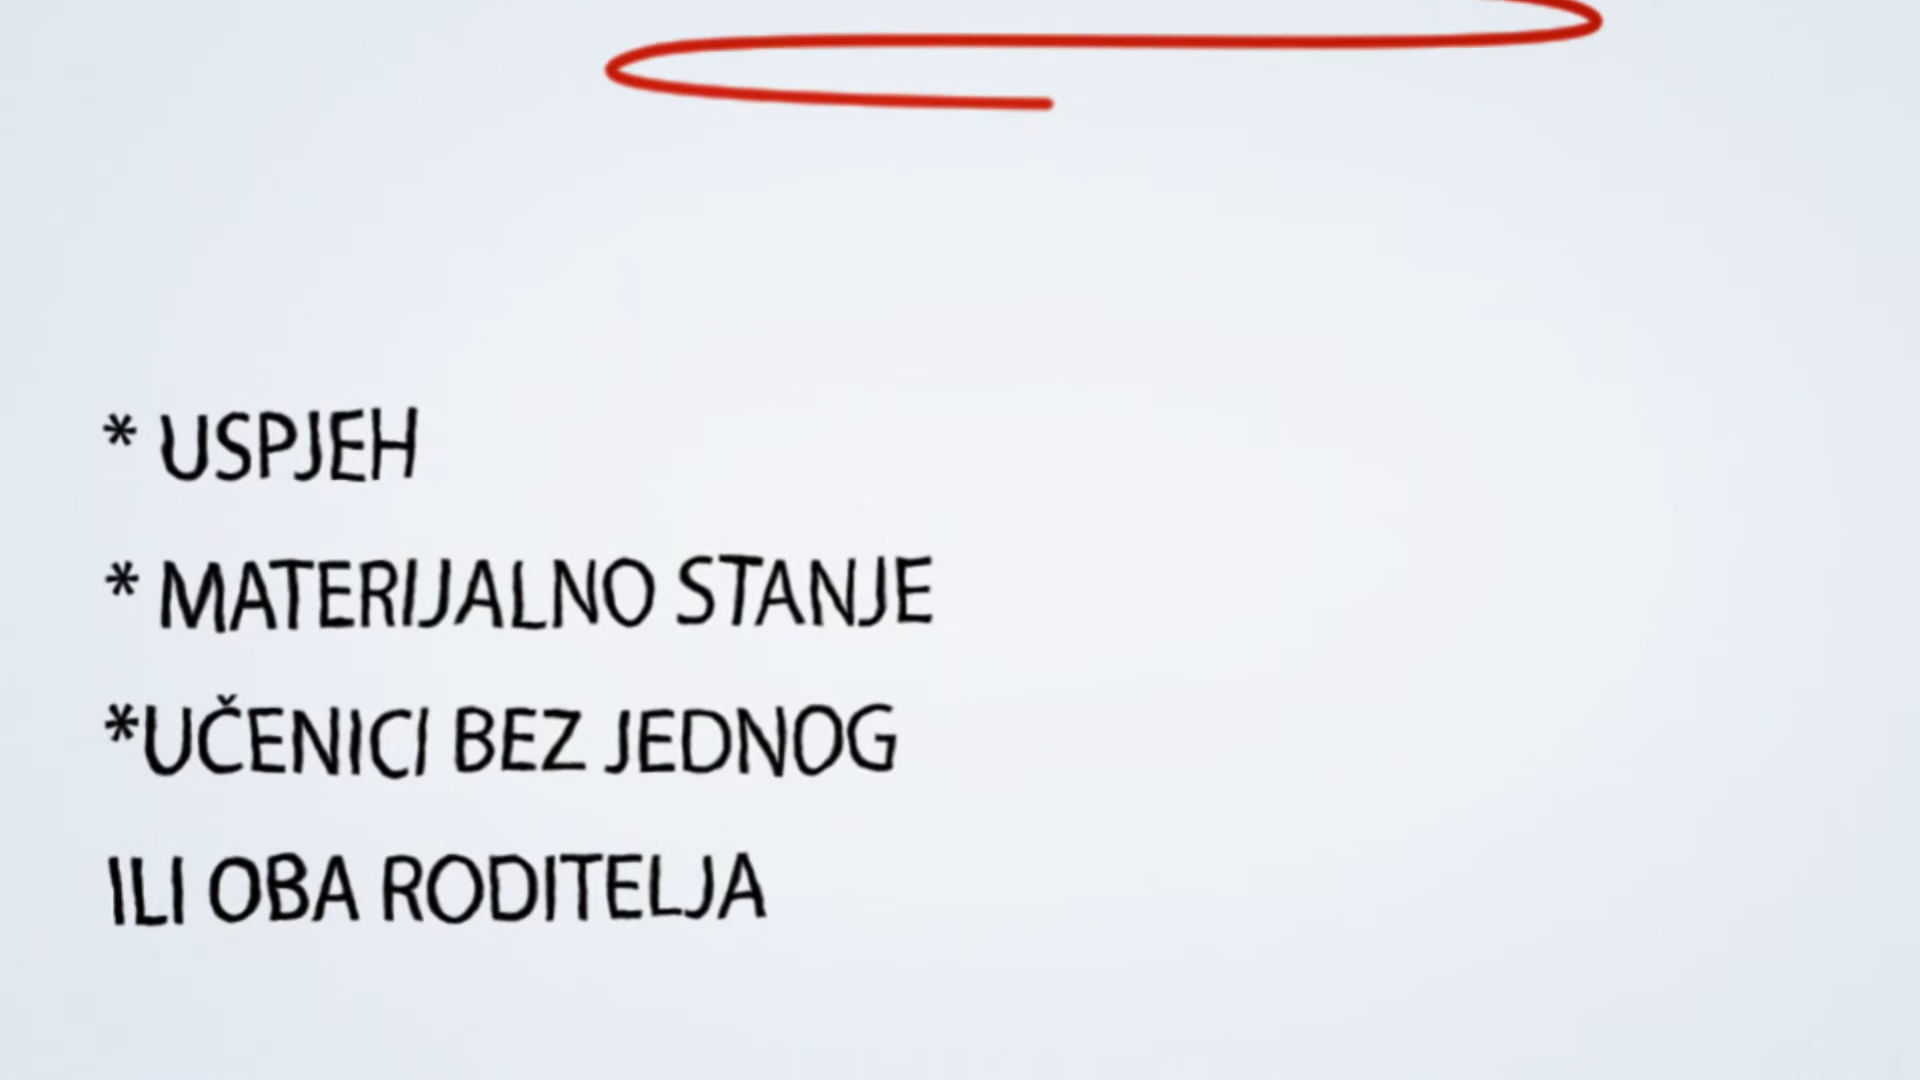 * USPJEH
* MATERIJALNO STANJE
*UČENICI BEZ JEDNOG
ILI OBA RODITELJA